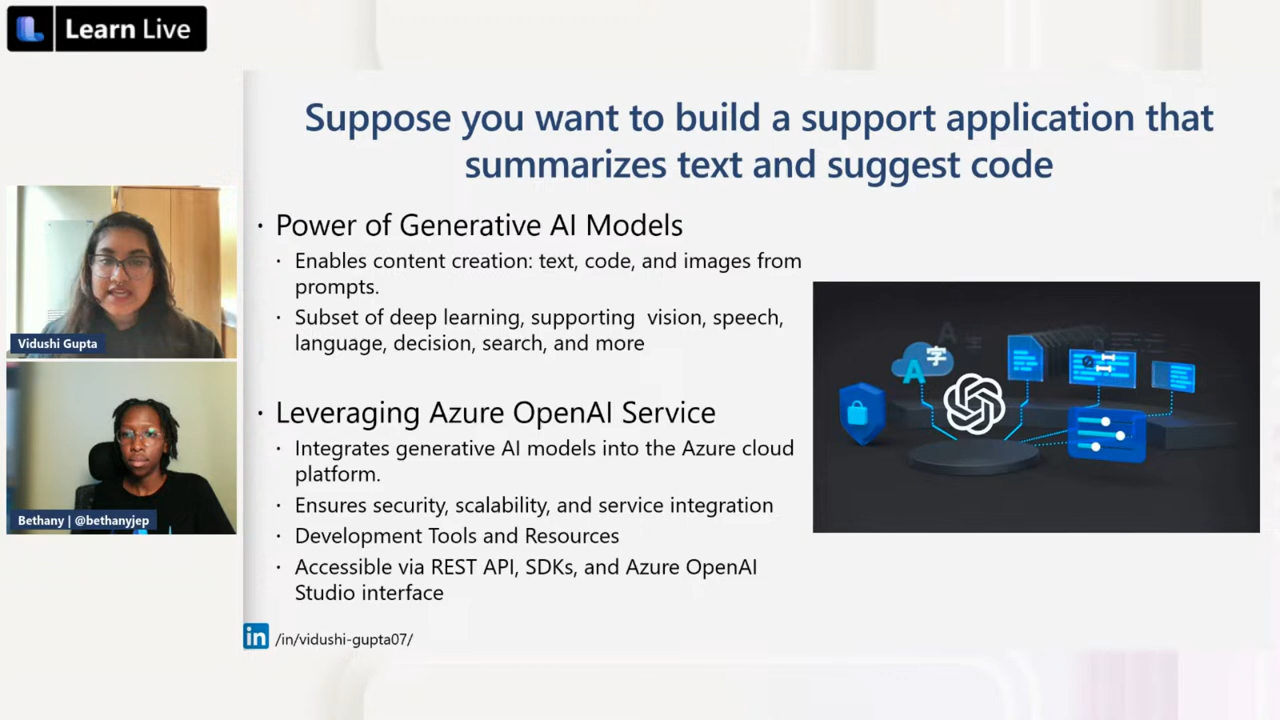 Learn Live
Suppose you want to build a support application that
summarizes text and suggest code
· Power of Generative AI Models
· Enables content creation: text, code, and images from
prompts.
· Subset of deep learning, supporting vision, speech,
language, decision, search, and more
· Leveraging Azure OpenAI Service
· Integrates generative AI models into the Azure cloud
platform.
· Ensures security, scalability, and service integration
· Development Tools and Resources
· Accessible via REST API, SDKs, and Azure OpenAI
Studio interface
in /in/vidushi-gupta07/
Vidushi Gupta
Bethany | @bethanyjep
A 字